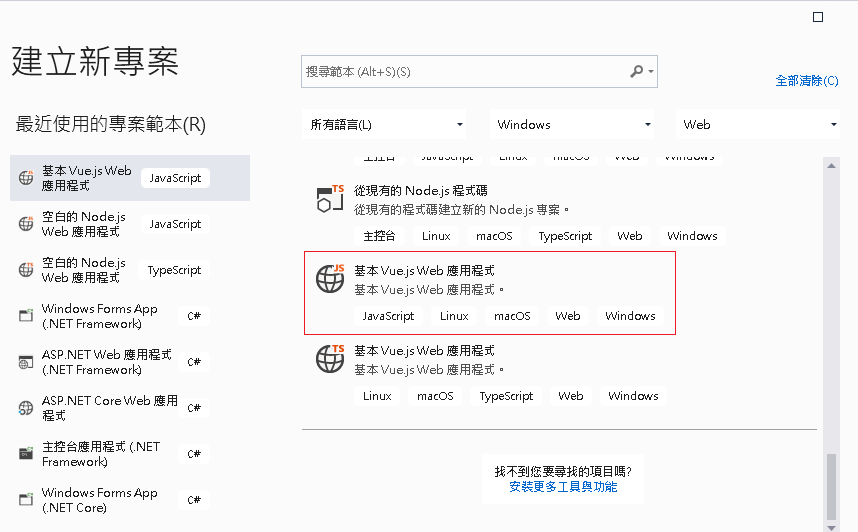 建立新專案
最近使用的專案範本(R)
基本 Vue.js Web
應用程式
JavaScript
空白的 Node.js
Web 應用程式
JavaScript
空白的 Node.js
Web 應用程式
TypeScript
Windows Forms App
(.NET Framework)
C#
ASP.NET Web 應用程式
(.NET Framework)
C#
ASP.NET Core Web 應用
程式
C#
主控台應用程式 (.NET
Framework)
C#
Windows Forms App
(.NET Core)
C#
搜尋範本 (Alt+S)(S)
全部清除(C)
所有語言(L) Windows Web
主控台 JavaScript Linux macOS Web Windows
TS
從現有的 Node.js 程式碼
從現有的程式碼建立新的 Node.js 專案。
主控台 Linux macOS TypeScript Web Windows
JS
基本 Vue.js Web 應用程式
基本 Vue.js Web 應用程式。
JavaScript Linux macOS Web Windows
TS
基本 Vue.js Web 應用程式
基本 Vue.js Web 應用程式。
Linux macOS TypeScript Web Windows
找不到您要尋找的項目嗎?
安裝更多工具與功能